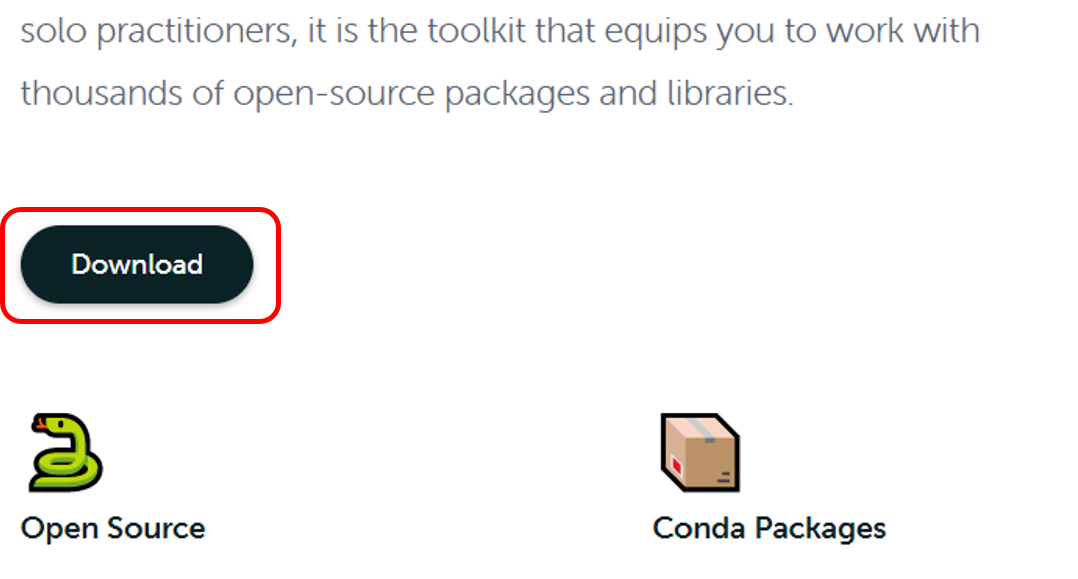 solo practitioners, it is the toolkit that equips you to work with
thousands of open-source packages and libraries.
Download
Open Source
Conda Packages